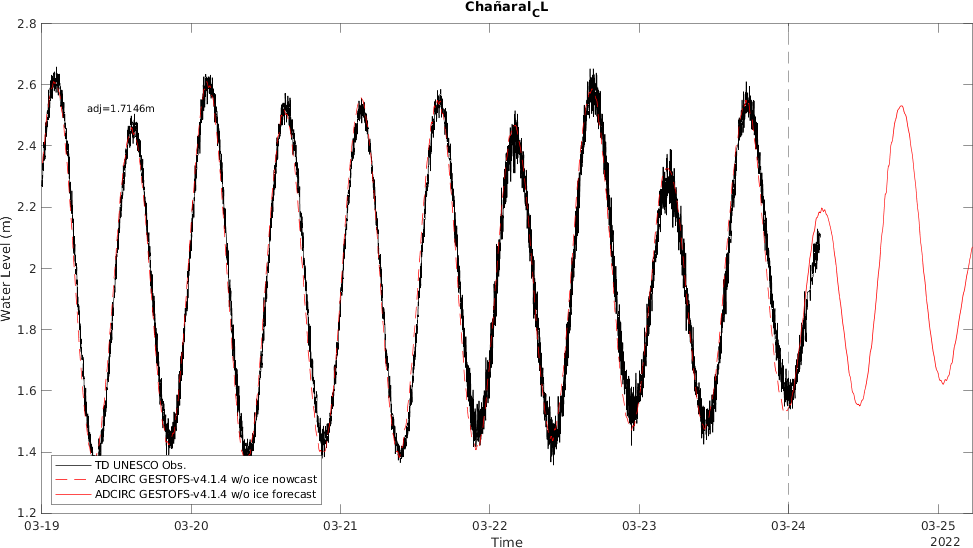 Chañaral_CL
2.8
2.6
2.4
2.2
2
1.8
1.6
1.4
1.2
Water Level (m)
adj=1.7146m
TD UNESCO Obs.
ADCIRC GESTOFS-v4.1.4 w/o ice nowcast
ADCIRC GESTOFS-v4.1.4 w/o ice forecast
03-19 03-20 03-21 03-22 03-23 03-24 03-25
Time
2022